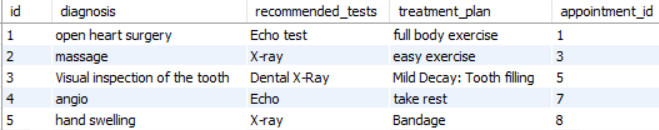 id diagnosis recommended_tests treatment_plan appointment_id
1 open heart surgery Echo test full body exercise 1
2 massage X-ray easy exercise 3
3 Visual inspection of the tooth Dental X-Ray Mild Decay: Tooth filling 5
4 angio Echo take rest 7
5 hand swelling X-ray Bandage 8